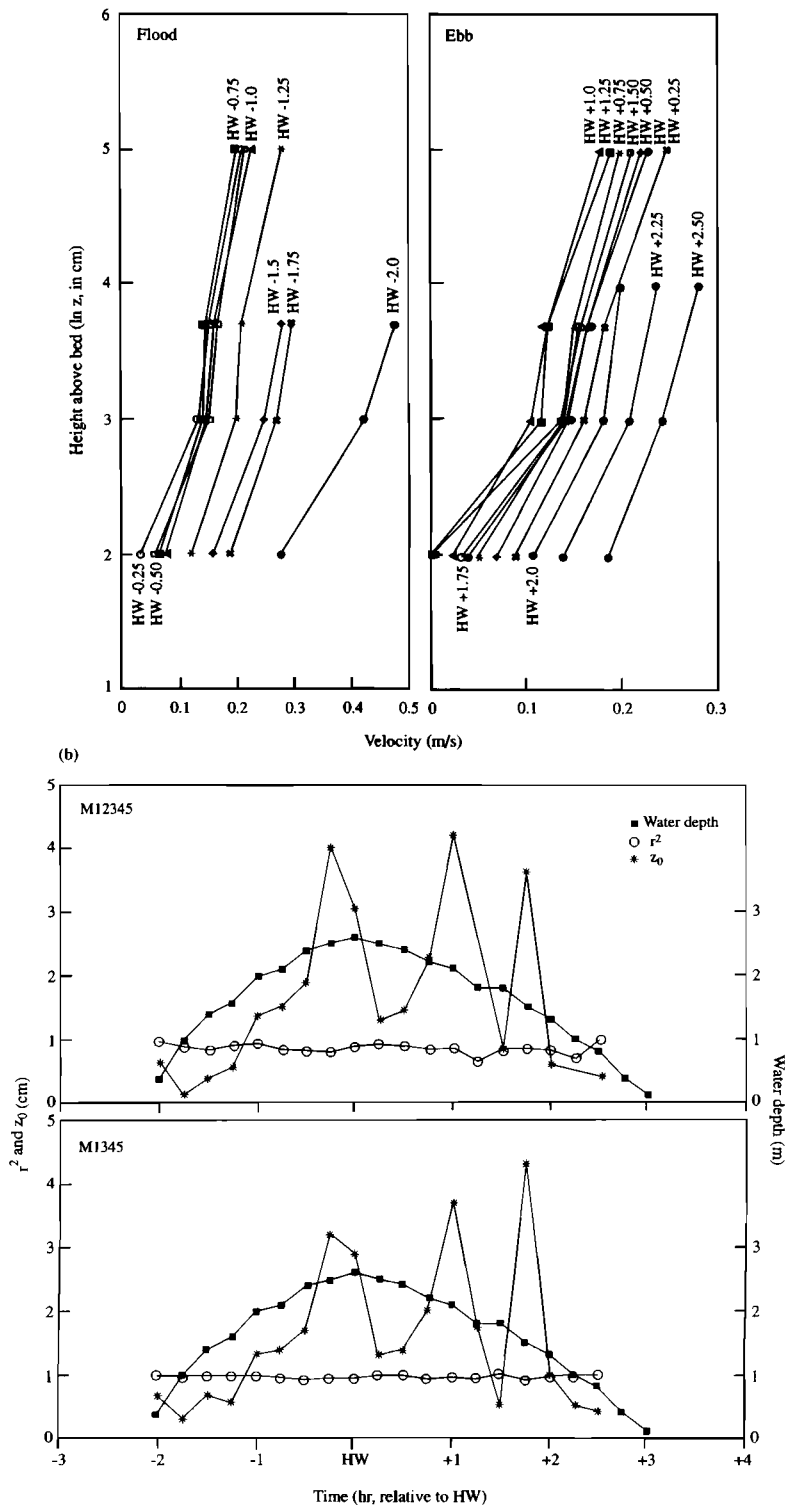 Flood
Ebb
HW -0.75
HW -1.0
HW -1.25
HW -1.5
HW -1.75
HW -2.0
HW -0.25
HW -0.50
HW +1.0
HW +1.25
HW +0.75
HW +1.50
HW +0.50
HW
HW +0.25
HW +2.25
HW +2.50
HW +1.75
HW +2.0
Height above bed (ln z, in cm)
6
5
4
3
2
1
0 0.1 0.2 0.3 0.4 0.5
0 0.1 0.2 0.3
Velocity (m/s)
(b)
M12345
Water depth
r²
z₀
5
4
3
2
1
0
3
2
1
0
M1345
5
4
3
2
1
0
3
2
1
0
r² and z₀ (cm)
Water depth (m)
-3 -2 -1 HW +1 +2 +3 +4
Time (hr, relative to HW)